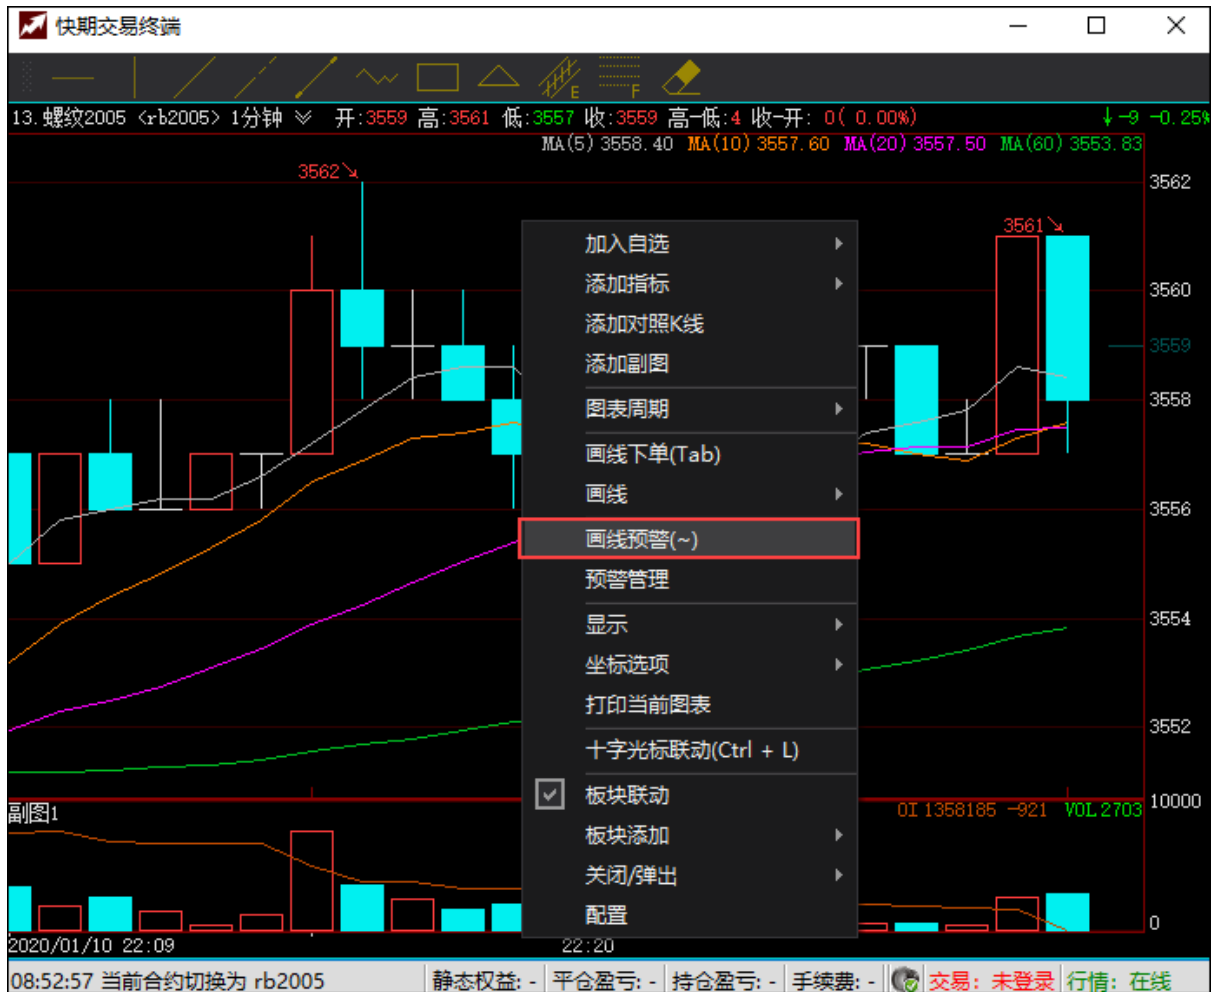 快期交易终端
E F
13. 螺纹2005 <rb2005> 1分钟 开:3559 高:3561 低:3557 收:3559 高-低:4 收-开: 0( 0.00%) ↓-9 -0.25%
MA(5)3558.40 MA(10)3557.60 MA(20)3557.50 MA(60)3553.83
3562
3562
3561
3560
3559
3558
3556
3554
3552
加入自选
添加指标
添加对照K线
添加副图
图表周期
画线下单(Tab)
画线
画线预警(~)
预警管理
显示
坐标选项
打印当前图表
十字光标联动(Ctrl + L)
板块联动
板块添加
关闭/弹出
配置
副图1
OI 1358185 -921 VOL 2703
10000
0
2020/01/10 22:09
22:20
08:52:57 当前合约切换为 rb2005
静态权益: - 平仓盈亏: - 持仓盈亏: - 手续费: - 交易: 未登录 行情: 在线